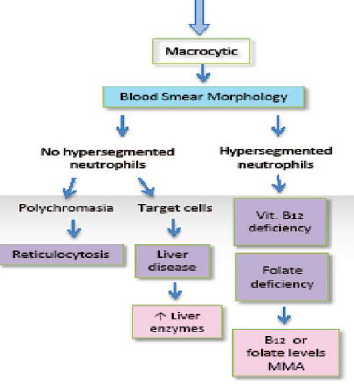 Macrocytic
Blood Smear Morphology
No hypersegmented
neutrophils
Hypersegmented
neutrophils
Polychromasia
Target cells
Vit. B12
deficiency
Reticulocytosis
Liver
disease
Folate
deficiency
↑ Liver
enzymes
B12 or
folate levels
MMA